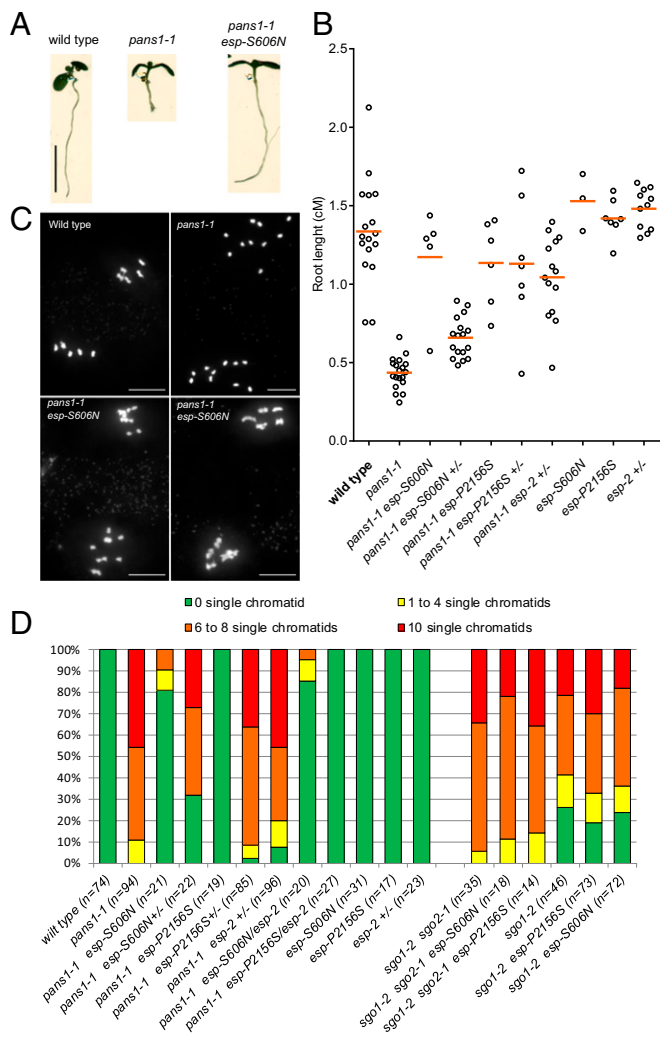 A
wild type
pans1-1
pans1-1
esp-S606N
B
2.5
2.0
1.5
1.0
0.5
0.0
Root lenght (cM)
wild type
pans1-1
pans1-1 esp-S606N
pans1-1 esp-S606N +/-
pans1-1 esp-P2156S
pans1-1 esp-P2156S +/-
pans1-1 esp-2 +/-
esp-S606N
esp-P2156S
esp-2 +/-
C
Wild type
pans1-1
pans1-1
esp-S606N
pans1-1
esp-S606N
0 single chromatid
1 to 4 single chromatids
6 to 8 single chromatids
10 single chromatids
D
100%
90%
80%
70%
60%
50%
40%
30%
20%
10%
0%
wild type (n=74)
pans1-1 (n=94)
pans1-1 esp-S606N (n=21)
pans1-1 esp-S606N+/- (n=22)
pans1-1 esp-P2156S (n=19)
pans1-1 esp-P2156S+/- (n=85)
pans1-1 esp-2 +/- (n=96)
pans1-1 esp-S606N/esp-2 (n=20)
pans1-1 esp-P2156S/esp-2 (n=27)
esp-S606N (n=31)
esp-P2156S (n=17)
esp-2 +/- (n=23)
sgo1-2 sgo2-1 (n=35)
sgo1-2 sgo2-1 esp-S606N (n=18)
sgo1-2 sgo2-1 esp-P2156S (n=14)
sgo1-2 (n=46)
sgo1-2 esp-P2156S (n=73)
sgo1-2 esp-S606N (n=72)